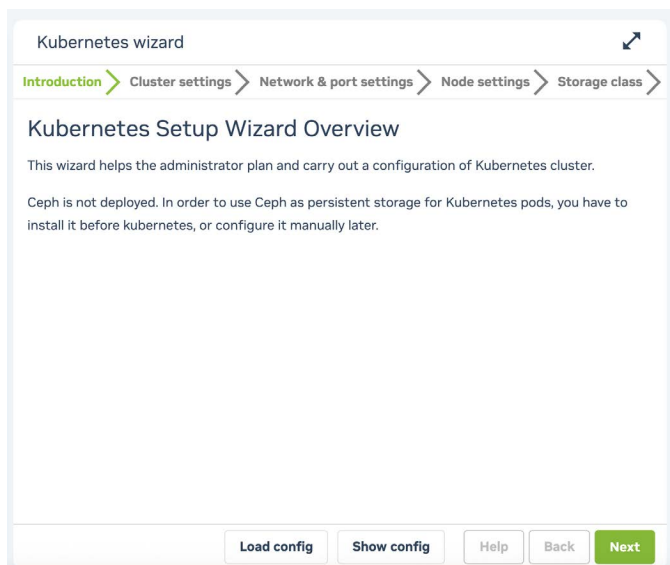 Kubernetes wizard
Introduction Cluster settings Network & port settings Node settings Storage class
Kubernetes Setup Wizard Overview
This wizard helps the administrator plan and carry out a configuration of Kubernetes cluster.
Ceph is not deployed. In order to use Ceph as persistent storage for Kubernetes pods, you have to
install it before kubernetes, or configure it manually later.
Load config Show config Help Back Next